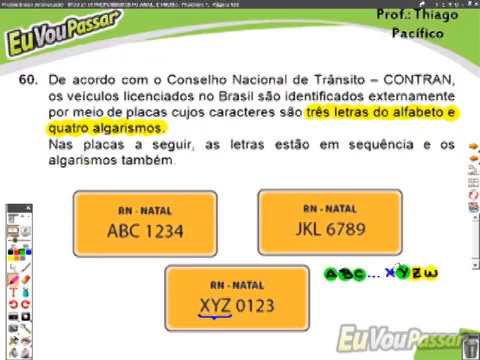 Prof.: Thiago
Pacífico
EuVouPassar
60. De acordo com o Conselho Nacional de Trânsito – CONTRAN,
os veículos licenciados no Brasil são identificados externamente
por meio de placas cujos caracteres são três letras do alfabeto e
quatro algarismos.
Nas placas a seguir, as letras estão em sequência e os
algarismos também.
RN - NATAL
ABC 1234
RN - NATAL
JKL 6789
RN - NATAL
XYZ 0123
ABC...XYZW
EuVouPassar